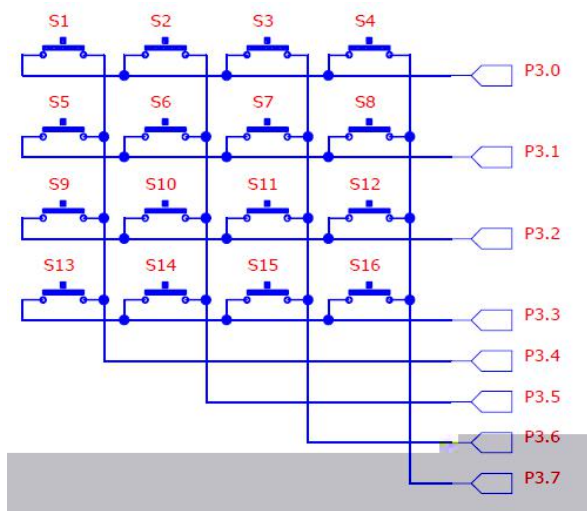 S1 S2 S3 S4
P3.0
S5 S6 S7 S8
P3.1
S9 S10 S11 S12
P3.2
S13 S14 S15 S16
P3.3
P3.4
P3.5
P3.6
P3.7